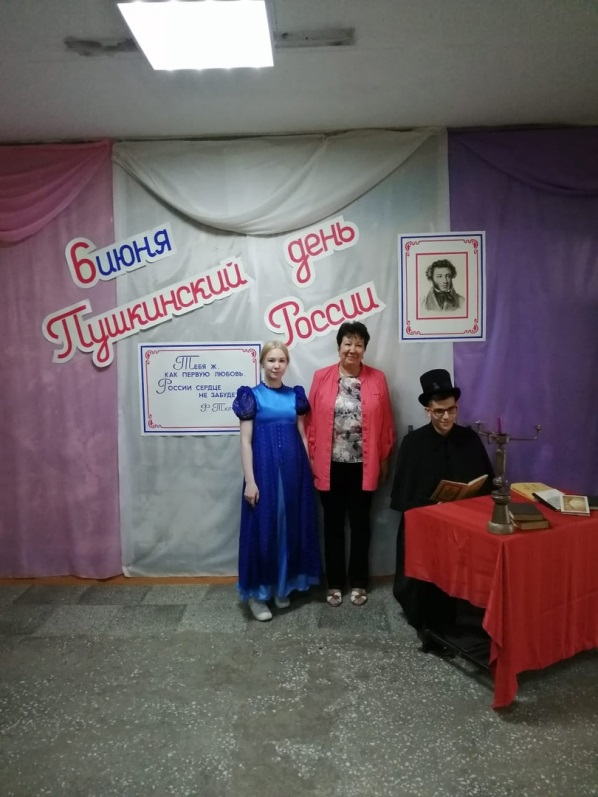 6 июня
Пушкинский день
России
Тебя ж,
как первую любовь,
России сердце
не забудет